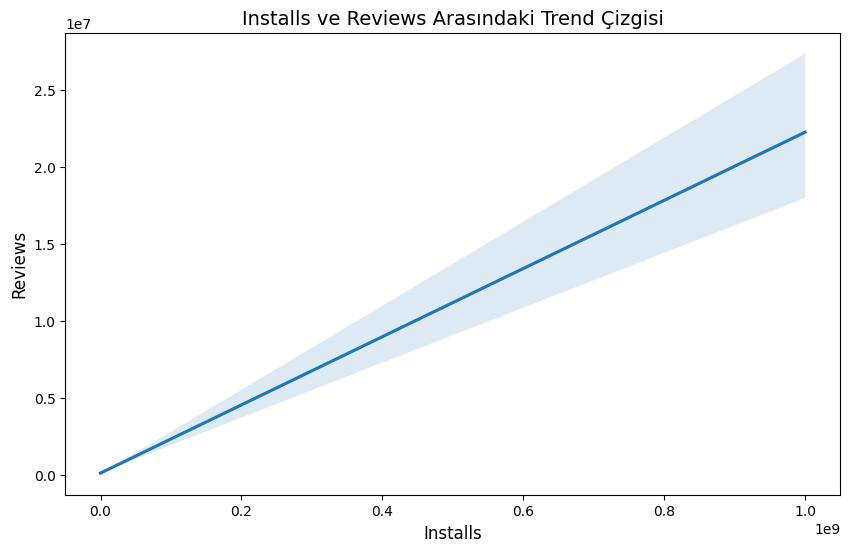 Installs ve Reviews Arasındaki Trend Çizgisi
1e7
2.5
2.0
1.5
1.0
0.5
0.0
Reviews
0.0 0.2 0.4 0.6 0.8 1.0
1e9
Installs